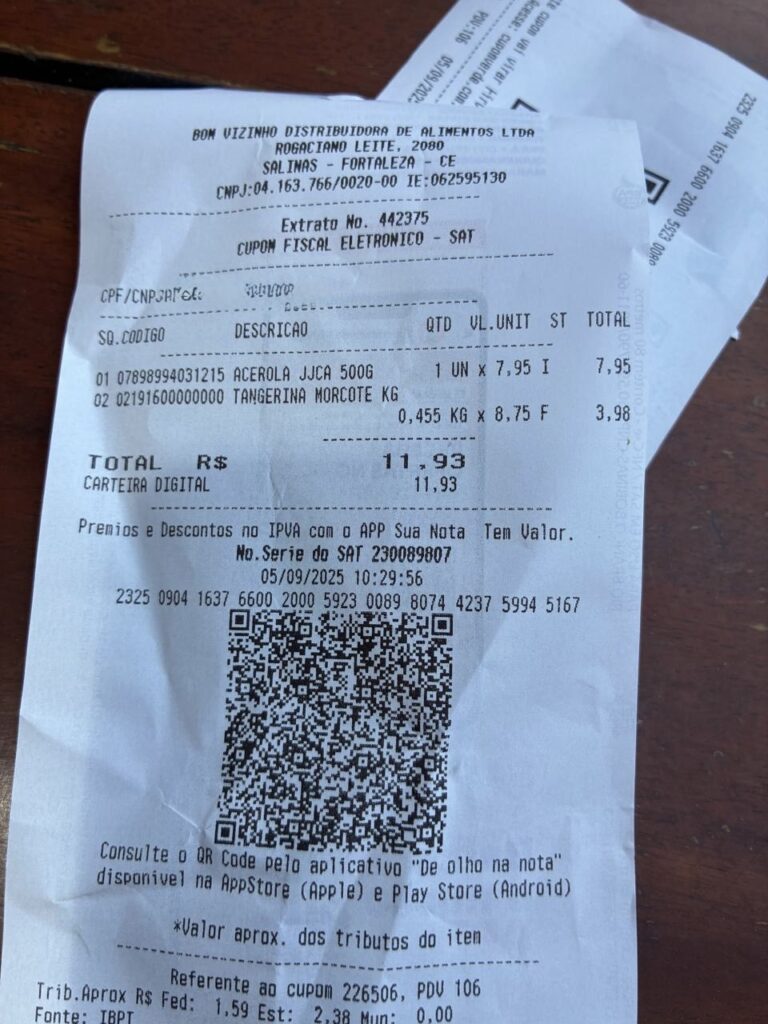 BOM VIZINHO DISTRIBUIDORA DE ALIMENTOS LTDA
ROGACIANO LEITE, 2080
SALINAS - FORTALEZA - CE
CNPJ:04.163.766/0020-00 IE:062595130
Extrato No. 442375
CUPOM FISCAL ELETRONICO - SAT
SQ.CODIGO DESCRICAO QTD VL.UNIT ST TOTAL
01 07898994031215 ACEROLA JJCA 500G 1 UN x 7,95 I 7,95
02 02191600000000 TANGERINA MORCOTE KG
0,455 KG x 8,75 F 3,98
TOTAL R$ 11,93
CARTEIRA DIGITAL 11,93
Premios e Descontos no IPVA com o APP Sua Nota Tem Valor.
No.Serie do SAT 230089807
05/09/2025 10:29:56
2325 0904 1637 6600 2000 5923 0089 8074 4237 5994 5167
Consulte o QR Code pelo aplicativo "De olho na nota"
disponivel na AppStore (Apple) e Play Store (Android)
*Valor aprox. dos tributos do item
Referente ao cupom 226506, PDV 106
Trib.Aprox R$ Fed: 1,59 Est: 2,38 Mun: 0,00
Fonte: IBPT
PDV:106 05/09/202
2325 0904 1637 6600 2000 5923 008